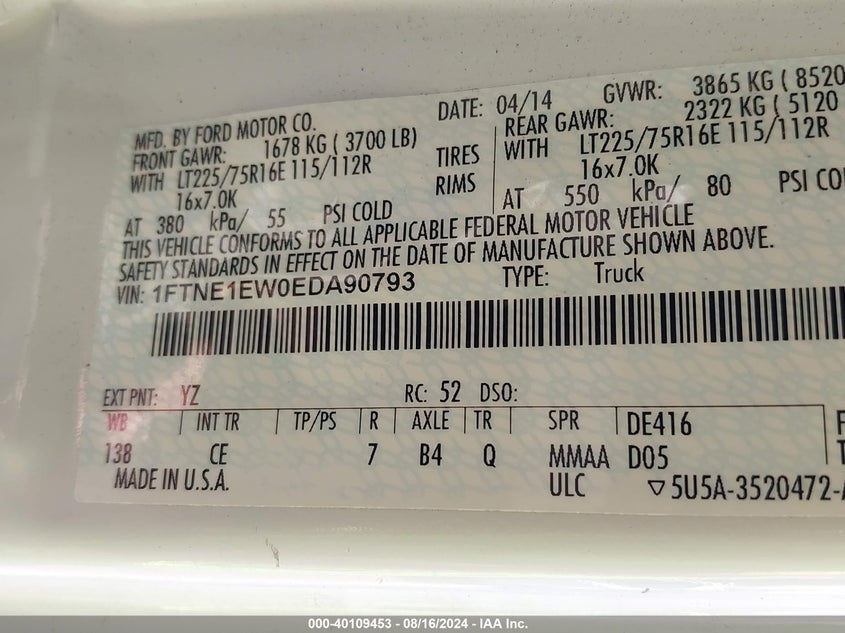 MFD. BY FORD MOTOR CO.
DATE: 04/14 GVWR: 3865 KG ( 8520
FRONT GAWR: 1678 KG ( 3700 LB)
REAR GAWR: 2322 KG ( 5120
WITH LT225/75R16E 115/112R TIRES WITH LT225/75R16E 115/112R
16x7.0K RIMS 16x7.0K
AT 380 kPa/ 55 PSI COLD AT 550 kPa/ 80 PSI CO
THIS VEHICLE CONFORMS TO ALL APPLICABLE FEDERAL MOTOR VEHICLE
SAFETY STANDARDS IN EFFECT ON THE DATE OF MANUFACTURE SHOWN ABOVE.
VIN: 1FTNE1EW0EDA90793 TYPE: Truck
EXT PNT: YZ RC: 52 DSO:
WB INT TR TP/PS R AXLE TR SPR DE416
138 CE 7 B4 Q MMAA D05
MADE IN U.S.A. ULC ▽5U5A-3520472-
000-40109453 - 08/16/2024 - IAA Inc.